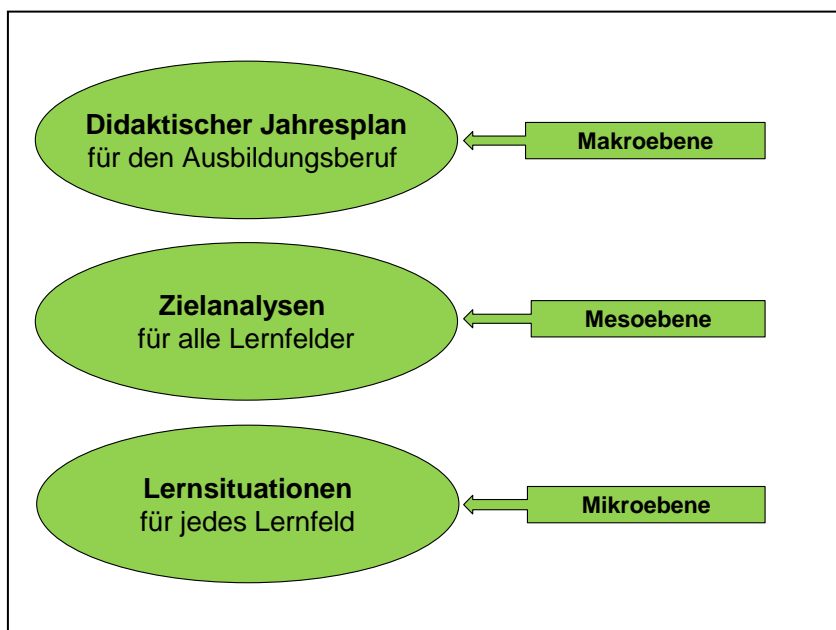 Didaktischer Jahresplan
für den Ausbildungsberuf
Makroebene
Zielanalysen
für alle Lernfelder
Mesoebene
Lernsituationen
für jedes Lernfeld
Mikroebene